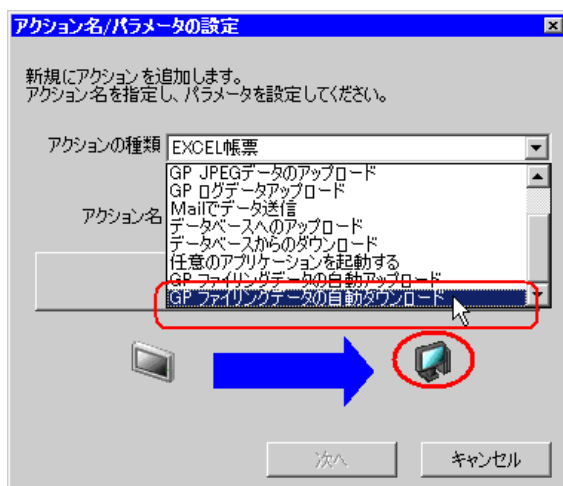 アクション名/パラメータの設定
新規にアクションを追加します。
アクション名を指定し、パラメータを設定してください。
アクションの種類 EXCEL帳票
GP JPEGデータのアップロード
GP ログデータアップロード
Mailでデータ送信
アクション名
データベースへのアップロード
データベースからのダウンロード
任意のアプリケーションを起動する
GP ファイリングデータの自動アップロード
GP ファイリングデータの自動ダウンロード
次へ
キャンセル